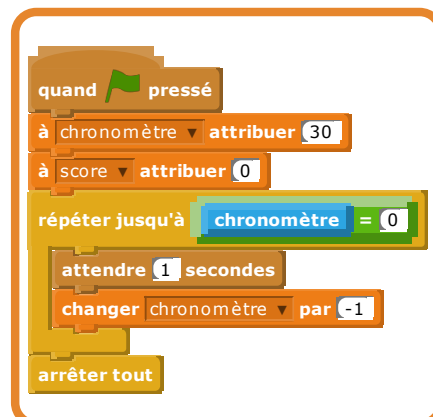 quand pressé
à chronomètre ▼ attribuer 30
à score ▼ attribuer 0
répéter jusqu'à chronomètre = 0
attendre 1 secondes
changer chronomètre ▼ par -1
arrêter tout